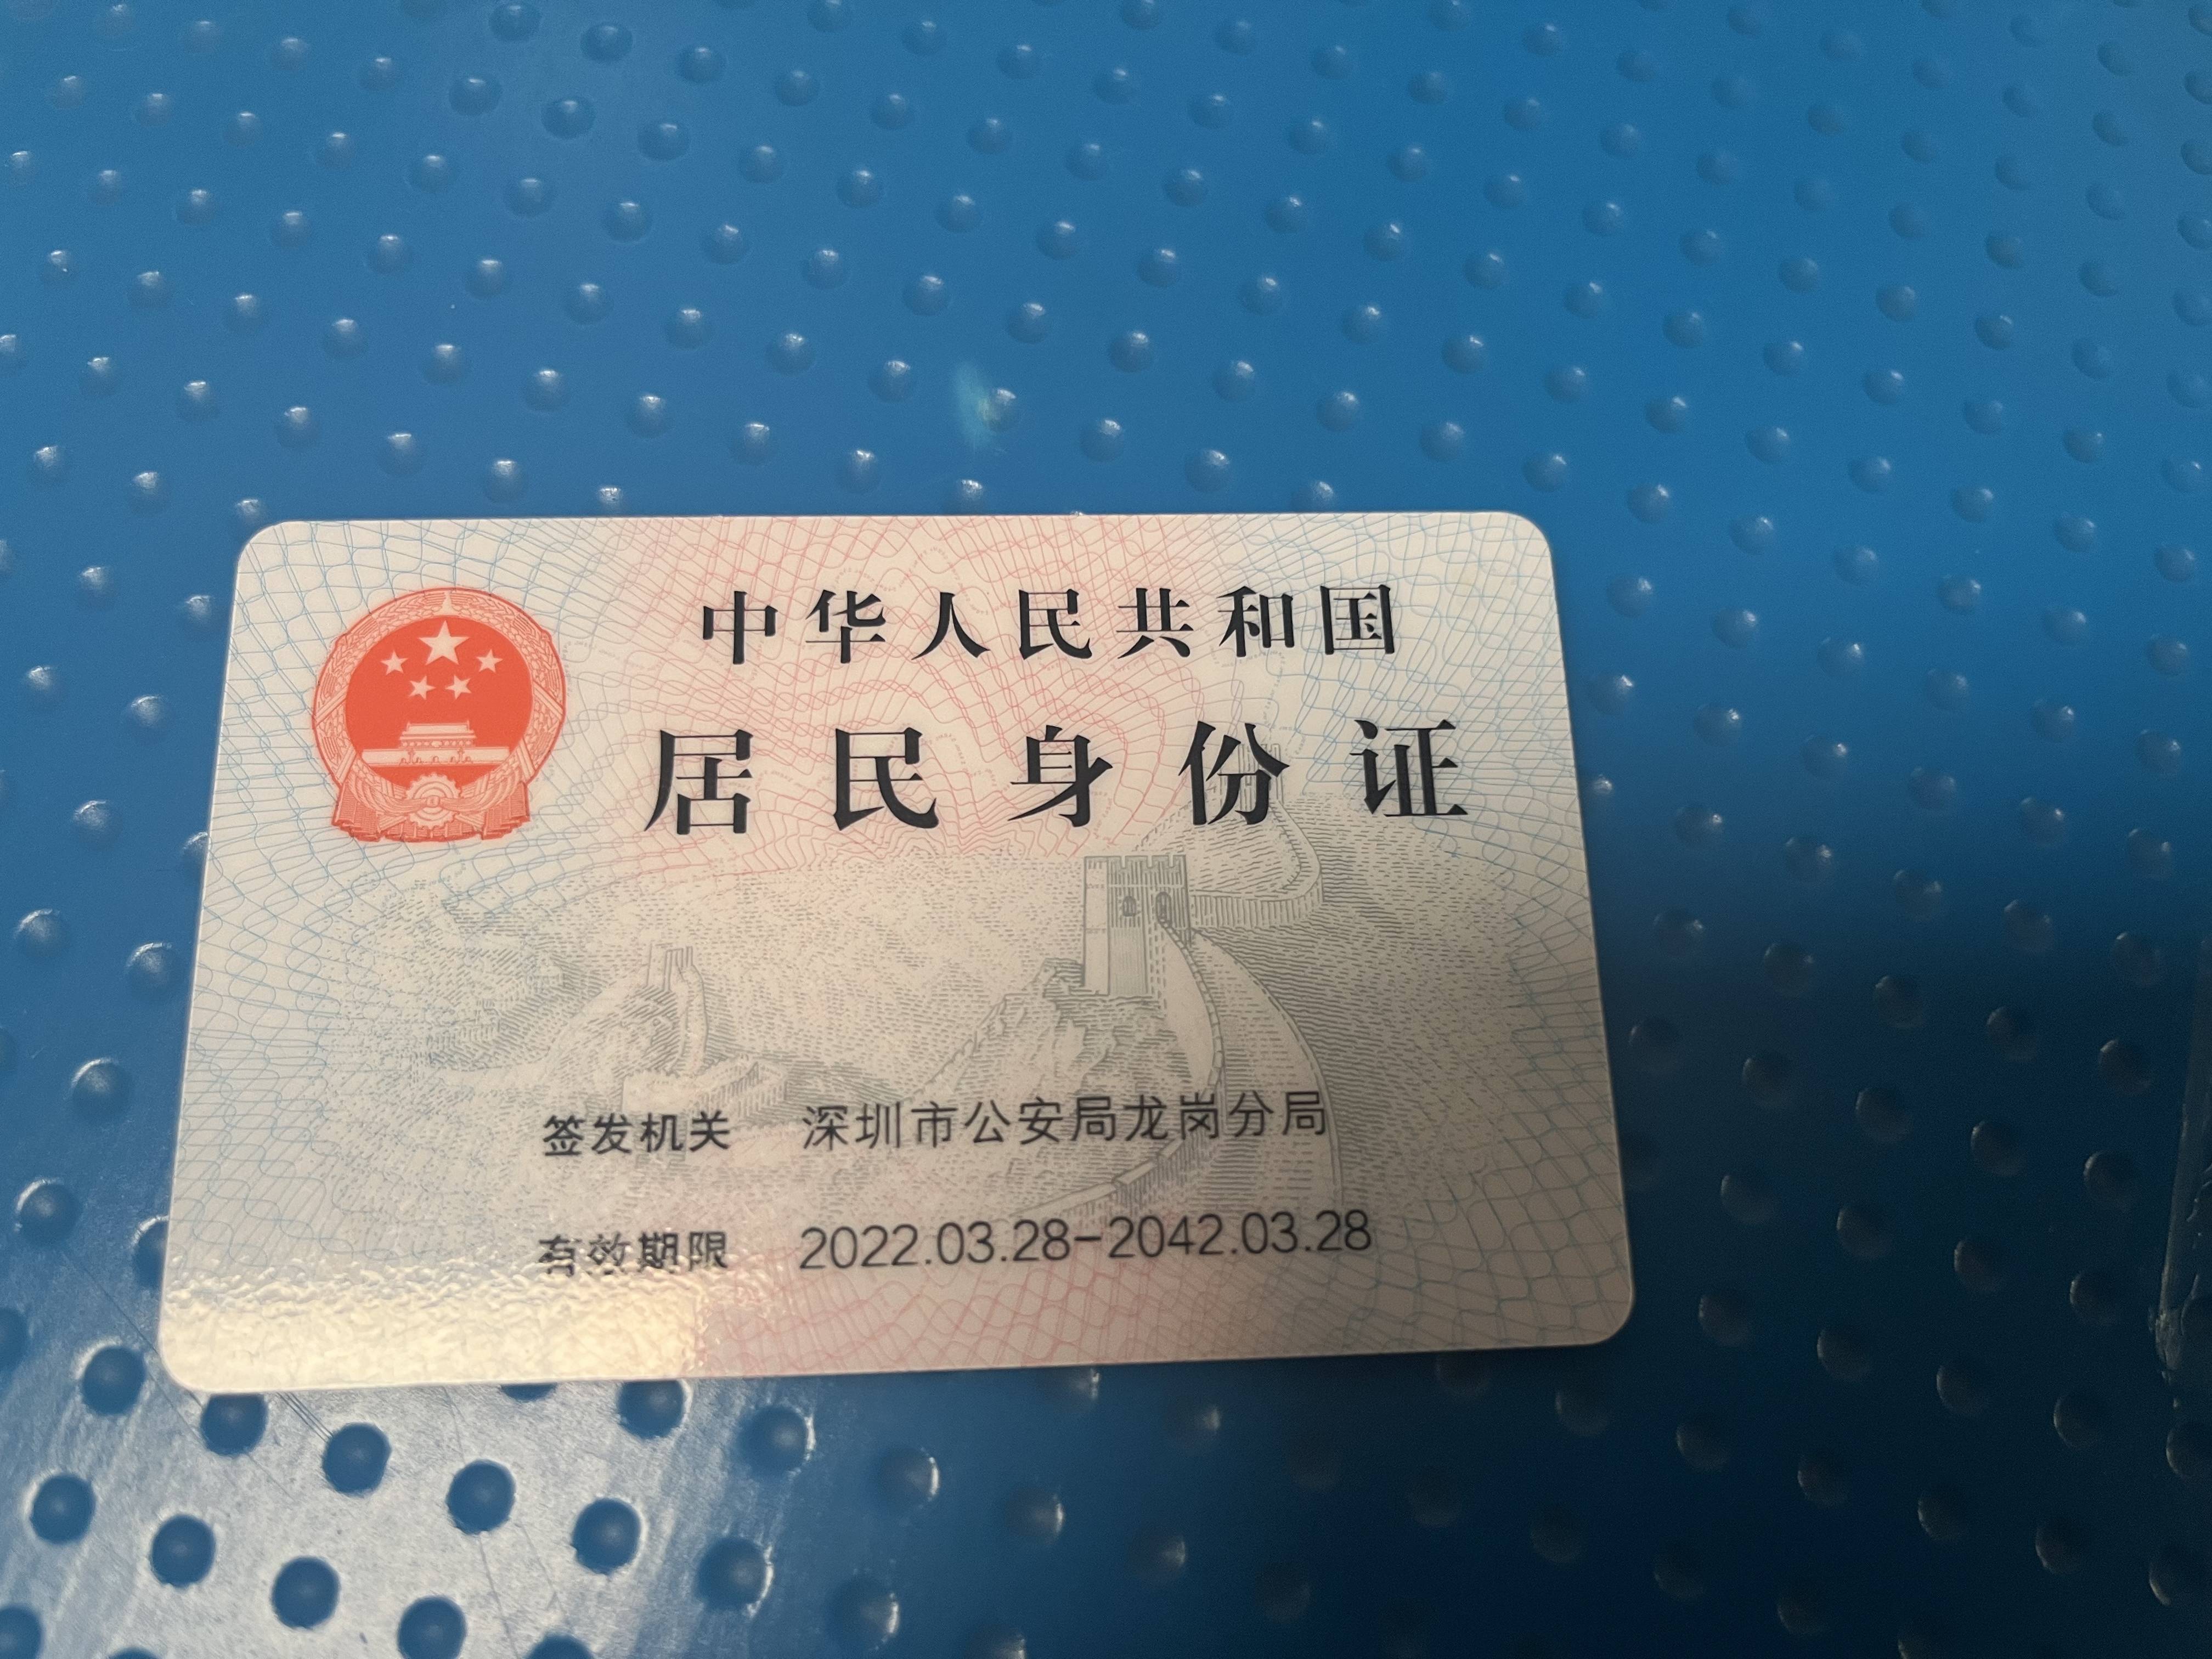 中华人民共和国
居民身份证
签发机关 深圳市公安局龙岗分局
有效期限 2022.03.28-2042.03.28